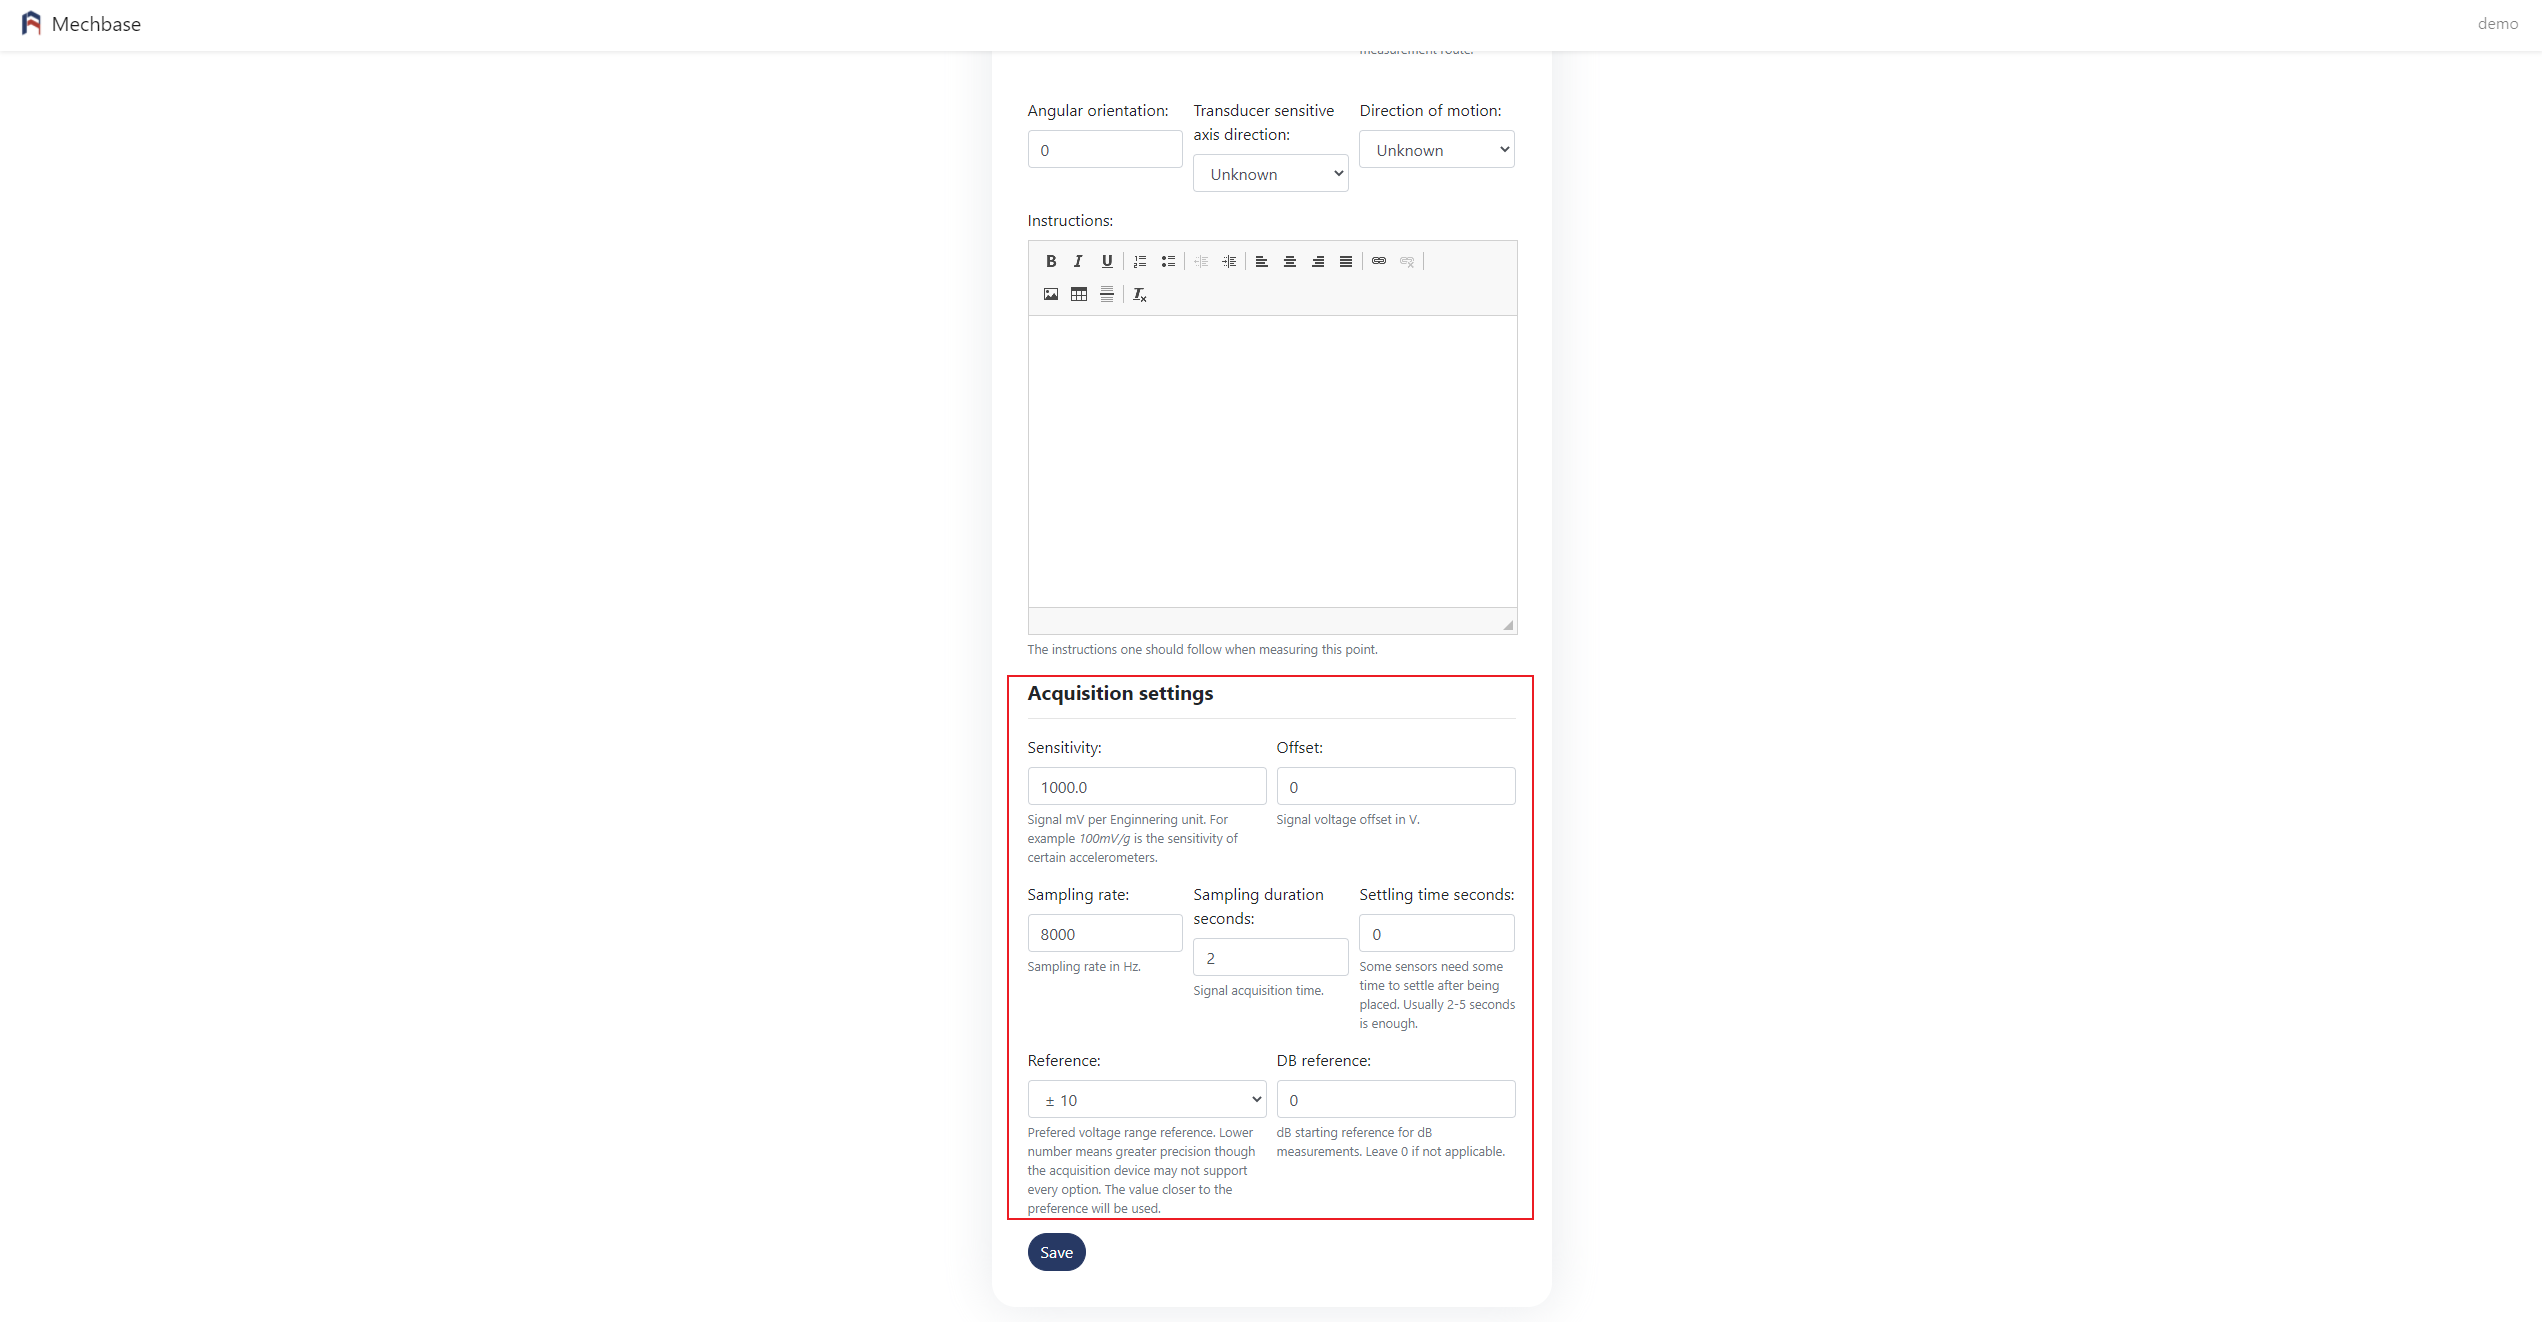 Mechbase
demo
measurement route.
Angular orientation:
Transducer sensitive
axis direction:
Direction of motion:
0
Unknown
Unknown
Instructions:
B I U
The instructions one should follow when measuring this point.
Acquisition settings
Sensitivity:
Offset:
1000.0
0
Signal mV per Enginnering unit. For
example 100mV/g is the sensitivity of
certain accelerometers.
Signal voltage offset in V.
Sampling rate:
Sampling duration
seconds:
Settling time seconds:
8000
2
0
Sampling rate in Hz.
Signal acquisition time.
Some sensors need some
time to settle after being
placed. Usually 2-5 seconds
is enough.
Reference:
DB reference:
± 10
0
Prefered voltage range reference. Lower
number means greater precision though
the acquisition device may not support
every option. The value closer to the
preference will be used.
dB starting reference for dB
measurements. Leave 0 if not applicable.
Save